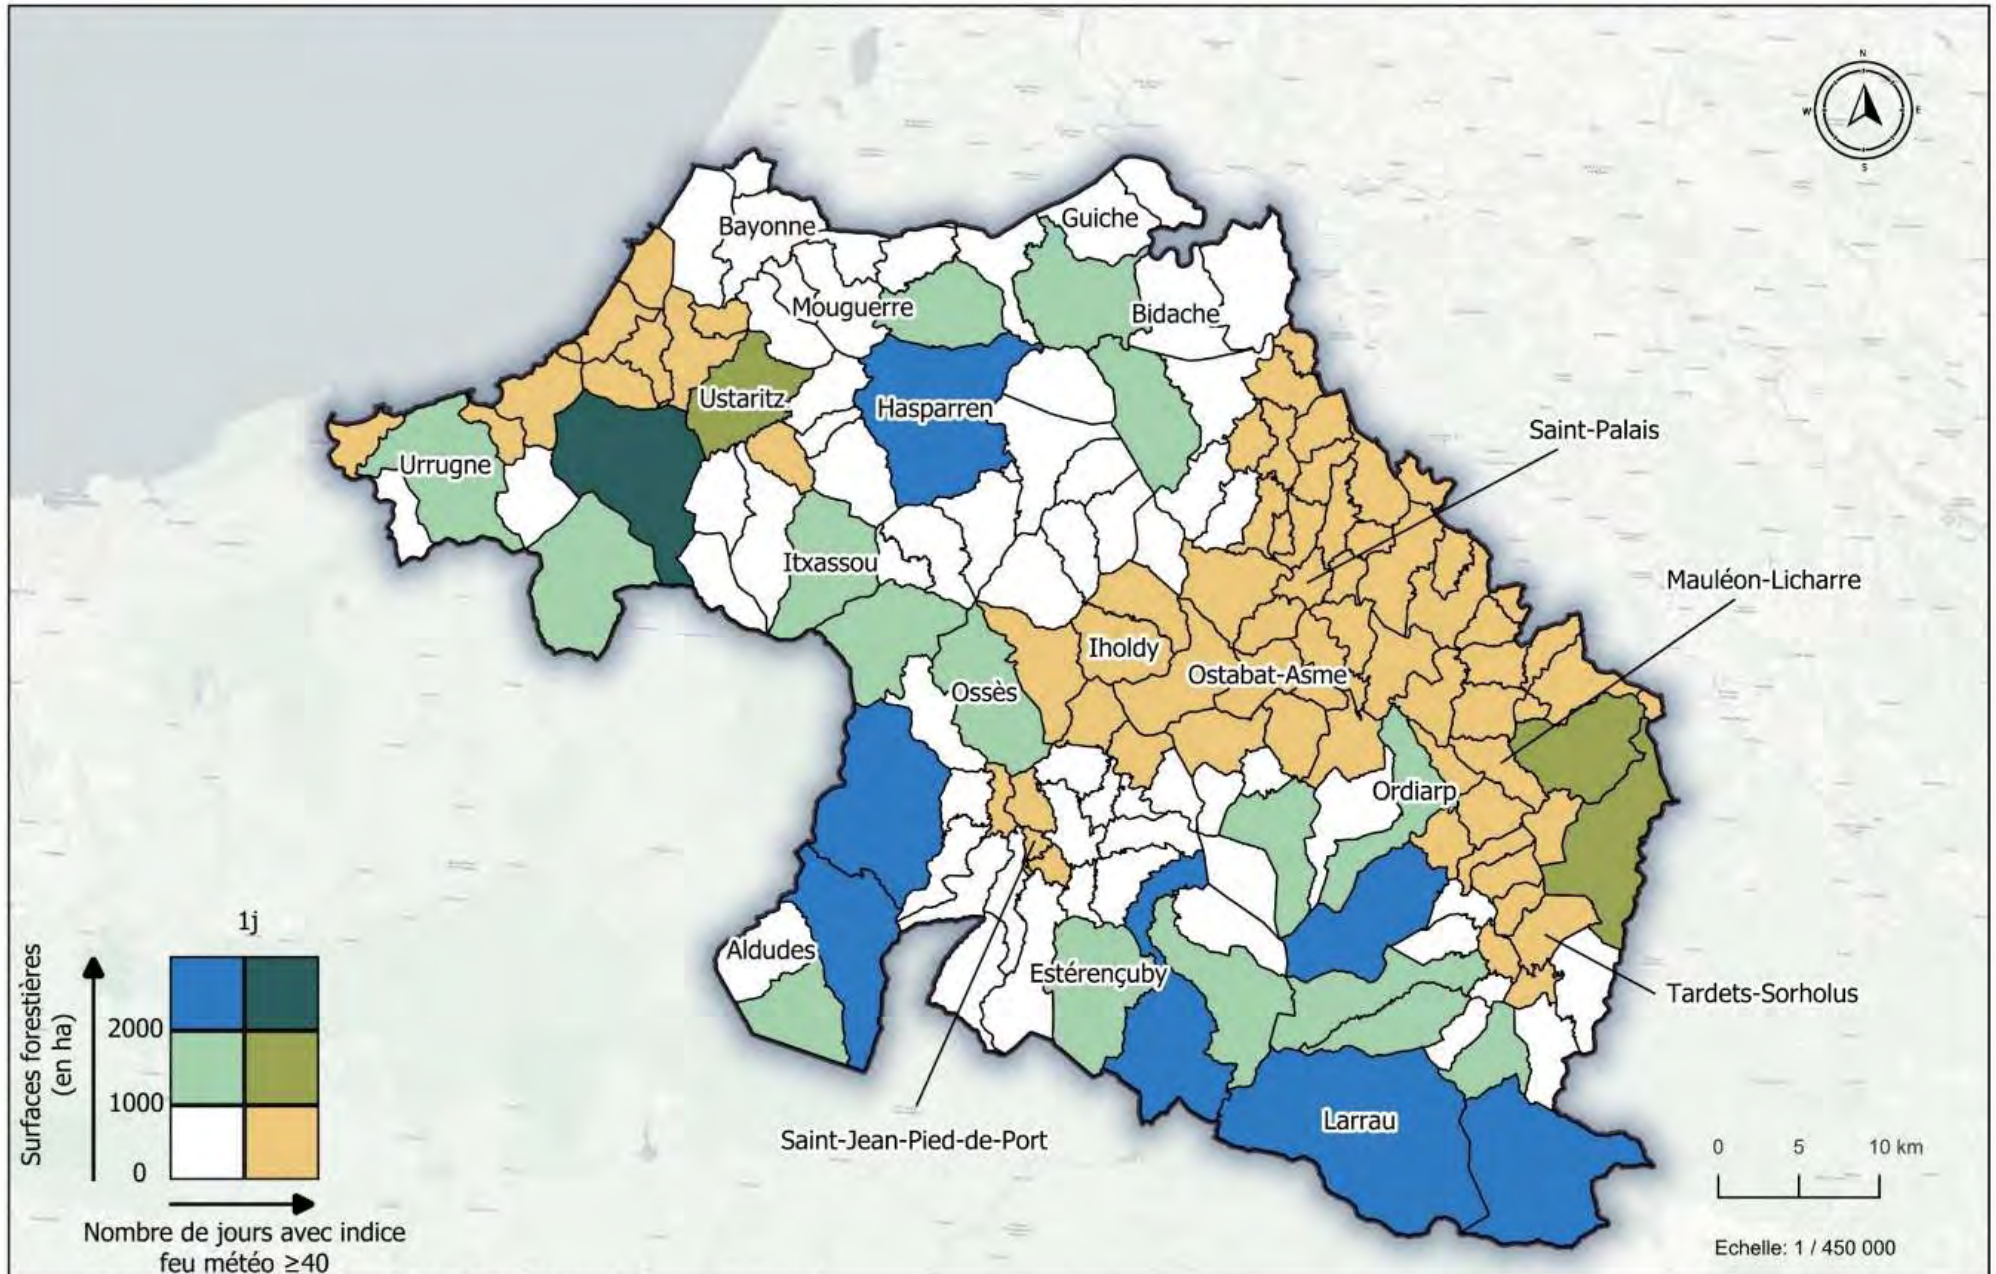 N
W
E
S
Guiche
Bayonne
Mouguerre
Bidache
Ustaritz
Hasparren
Saint-Palais
Urrugne
Itxassou
Mauléon-Licharre
Iholdy
Ostabat-Asme
Ossès
Ordiarp
Aldudes
Estérençuby
Tardets-Sorholus
Larrau
Saint-Jean-Pied-de-Port
1j
Surfaces forestières
(en ha)
2000
1000
0
Nombre de jours avec indice
feu météo ≥40
0 5 10 km
Echelle: 1 / 450 000